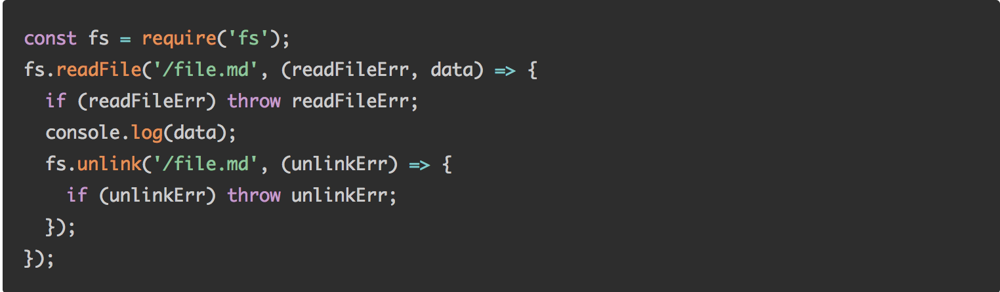 const fs = require('fs');
fs.readFile('/file.md', (readFileErr, data) => {
  if (readFileErr) throw readFileErr;
  console.log(data);
  fs.unlink('/file.md', (unlinkErr) => {
    if (unlinkErr) throw unlinkErr;
  });
});